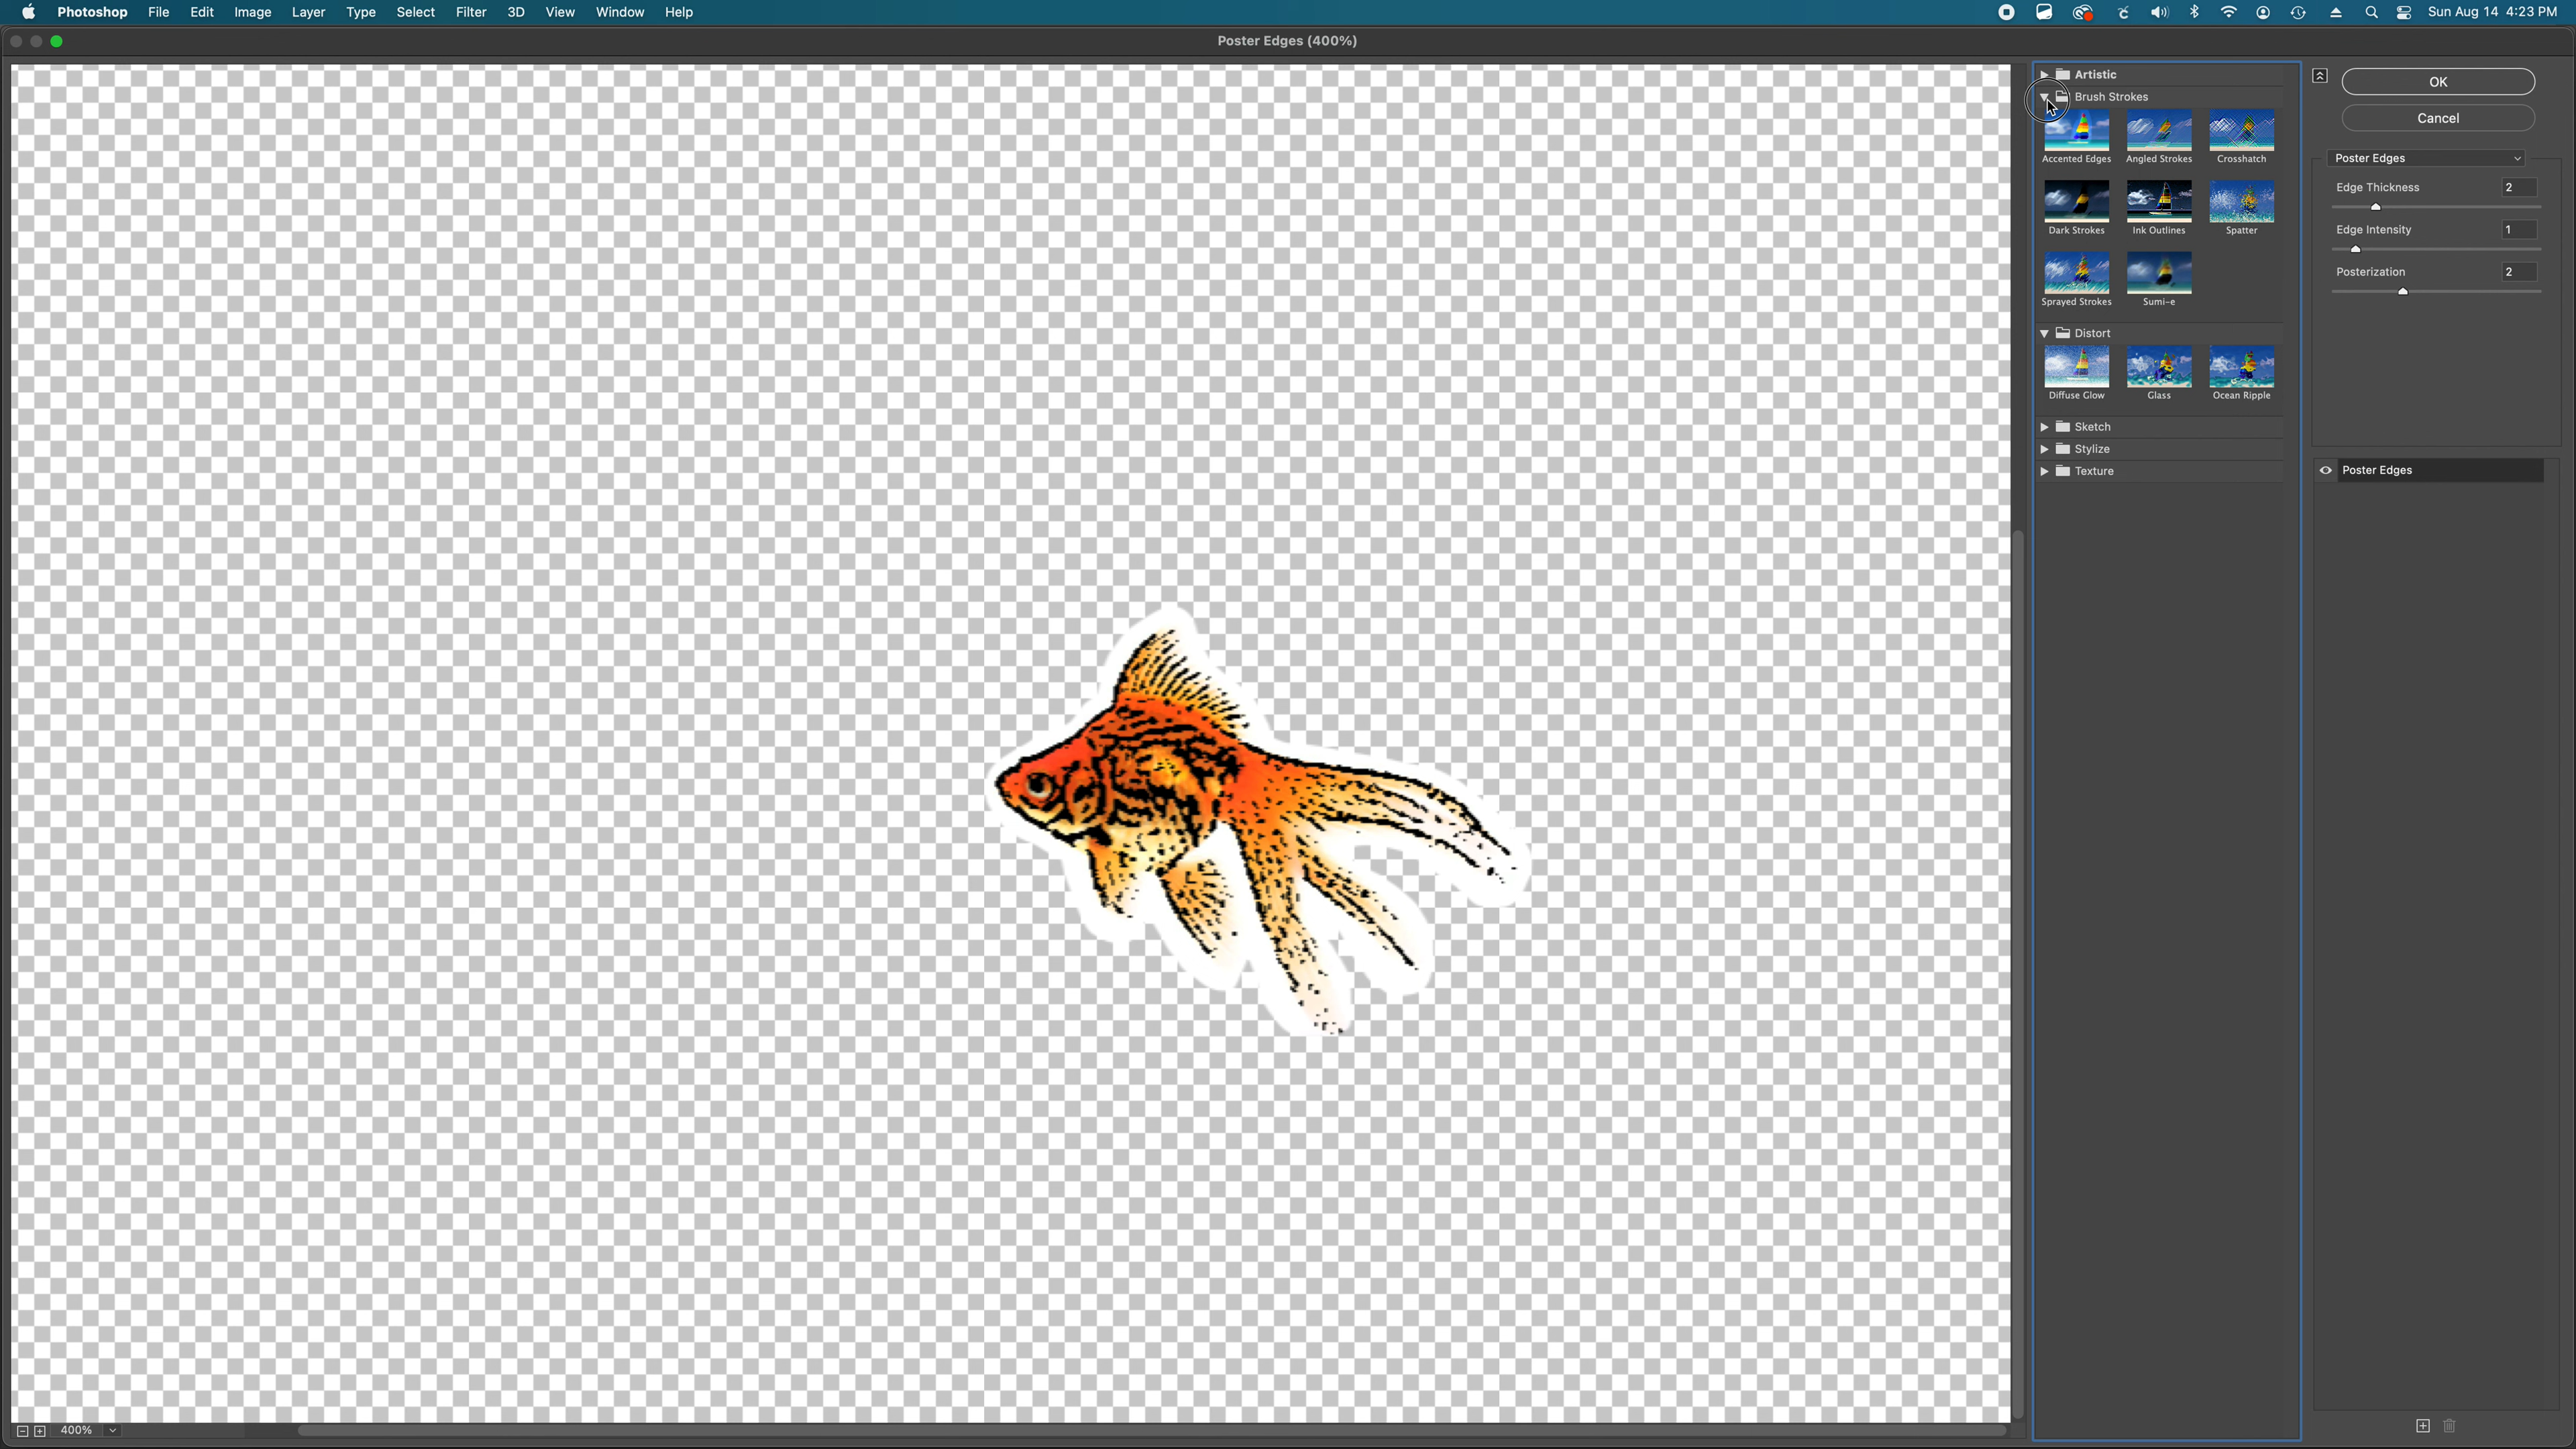 Photoshop File Edit Image Layer Type Select Filter 3D View Window Help Sun Aug 14 4:23 PM
Poster Edges (400%)
Artistic
Brush Strokes
Accented Edges Angled Strokes Crosshatch
Dark Strokes Ink Outlines Spatter
Sprayed Strokes Sumi-e
Distort
Diffuse Glow Glass Ocean Ripple
Sketch
Stylize
Texture
OK
Cancel
Poster Edges
Edge Thickness 2
Edge Intensity 1
Posterization 2
Poster Edges
400%